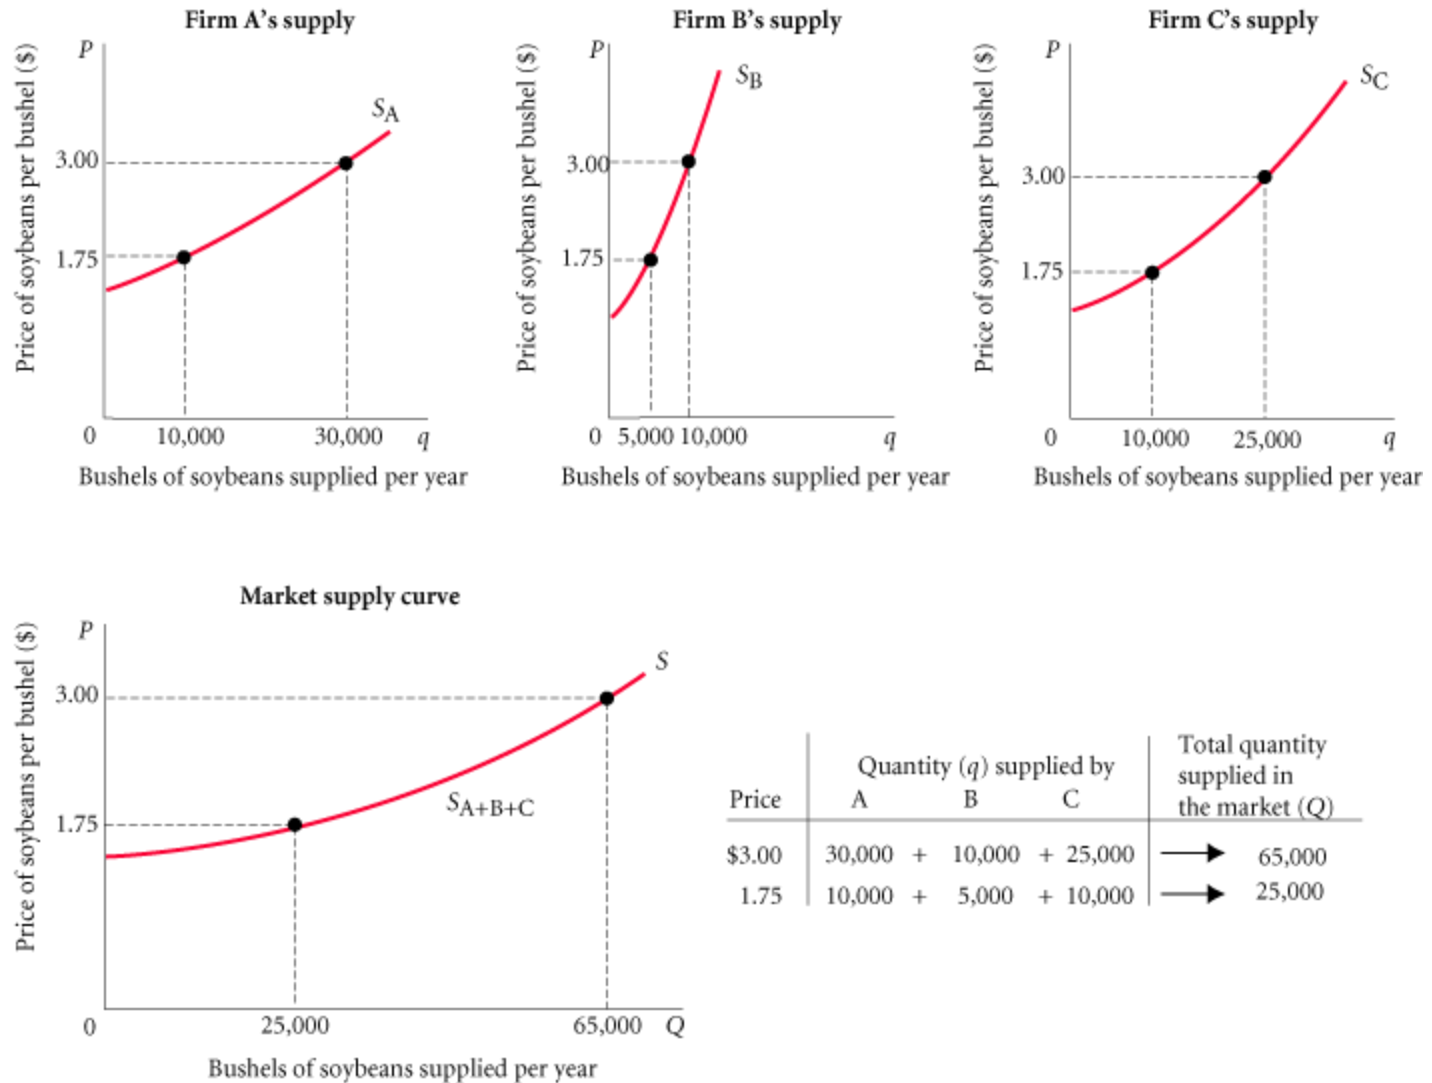 Firm A’s supply
P
Price of soybeans per bushel ($)
SA
3.00
1.75
0 10,000 30,000 q
Bushels of soybeans supplied per year
Firm B’s supply
P
Price of soybeans per bushel ($)
SB
3.00
1.75
0 5,000 10,000 q
Bushels of soybeans supplied per year
Firm C’s supply
P
Price of soybeans per bushel ($)
SC
3.00
1.75
0 10,000 25,000 q
Bushels of soybeans supplied per year
Market supply curve
P
Price of soybeans per bushel ($)
S
3.00
1.75
SA+B+C
0 25,000 65,000 Q
Bushels of soybeans supplied per year
Quantity (q) supplied by
Total quantity
supplied in
the market (Q)
Price A B C
$3.00 30,000 + 10,000 + 25,000 65,000
1.75 10,000 + 5,000 + 10,000 25,000